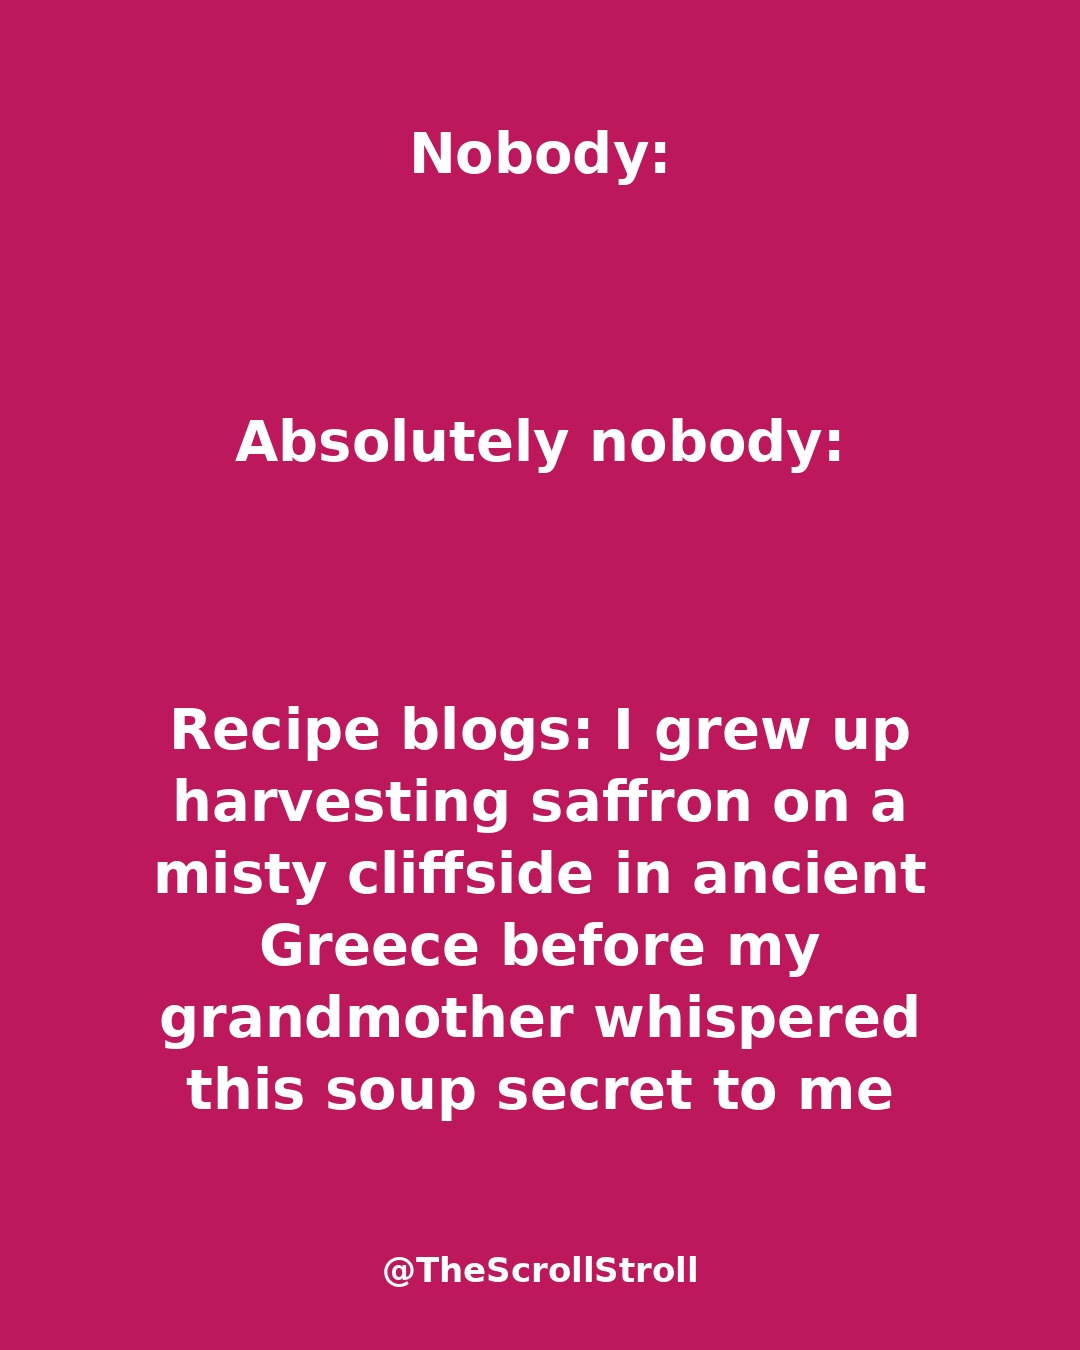 Nobody:
Absolutely nobody:
Recipe blogs: I grew up
harvesting saffron on a
misty cliffside in ancient
Greece before my
grandmother whispered
this soup secret to me
@TheScrollStroll